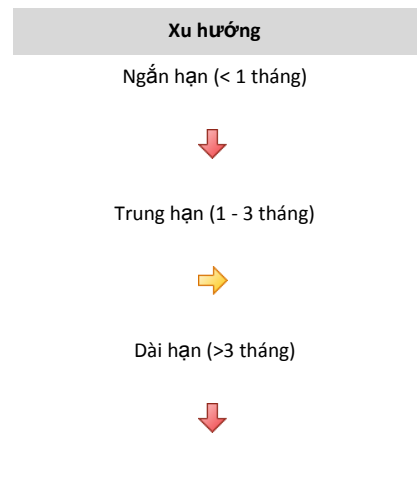 Xu hướng
Ngắn hạn (< 1 tháng)
Trung hạn (1 - 3 tháng)
Dài hạn (>3 tháng)